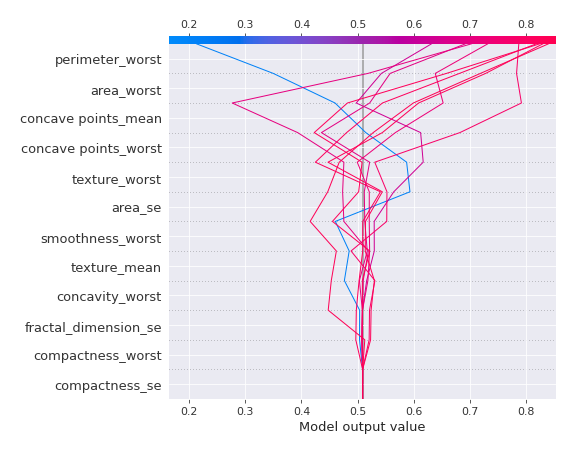 0.2 0.3 0.4 0.5 0.6 0.7 0.8
perimeter_worst
area_worst
concave points_mean
concave points_worst
texture_worst
area_se
smoothness_worst
texture_mean
concavity_worst
fractal_dimension_se
compactness_worst
compactness_se
0.2 0.3 0.4 0.5 0.6 0.7 0.8
Model output value